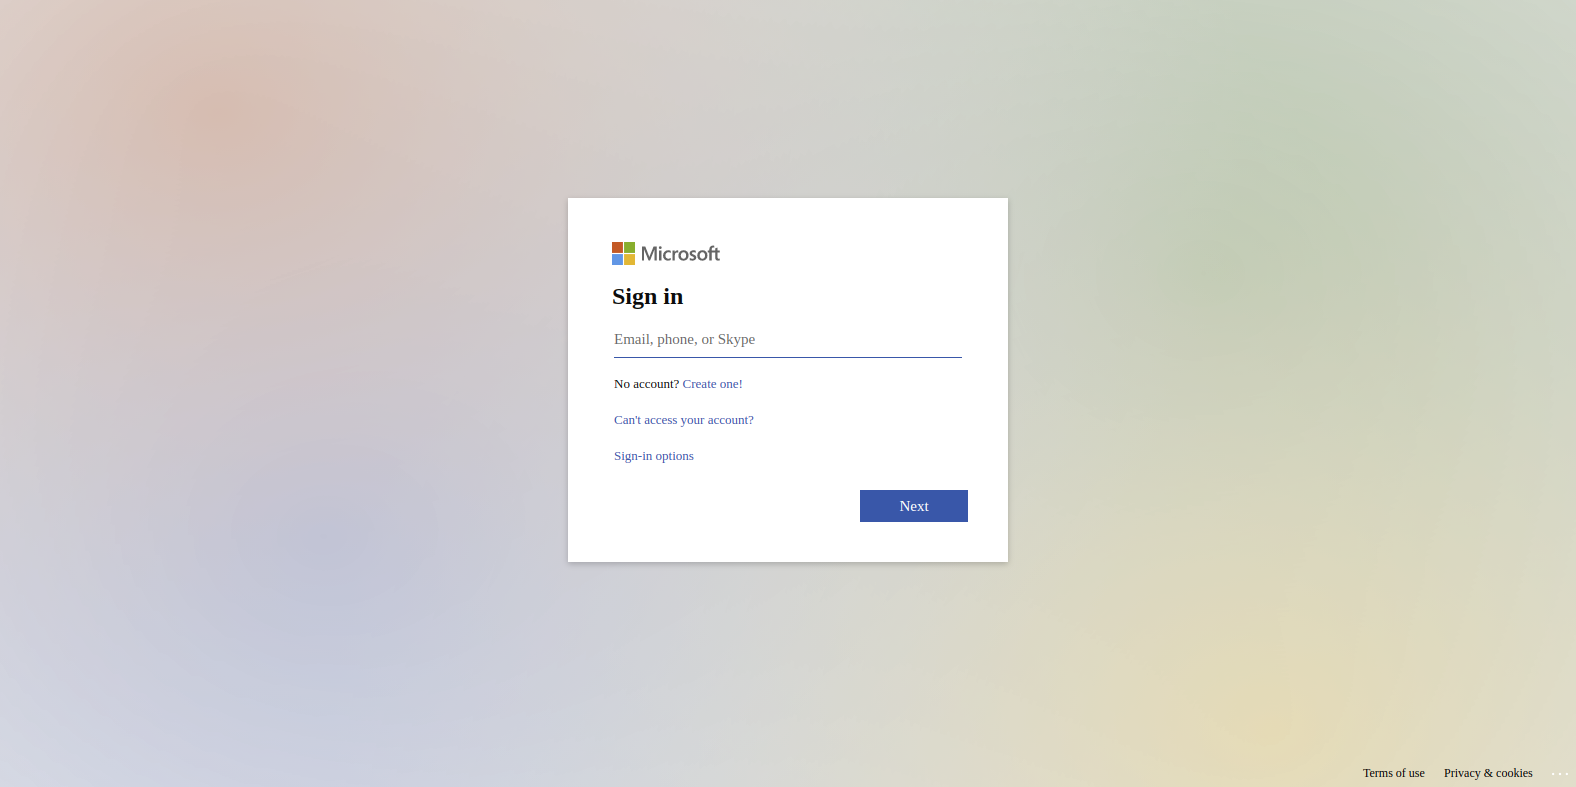 Microsoft
Sign in
Email, phone, or Skype
No account? Create one!
Can't access your account?
Sign-in options
Next
Terms of use Privacy & cookies ...